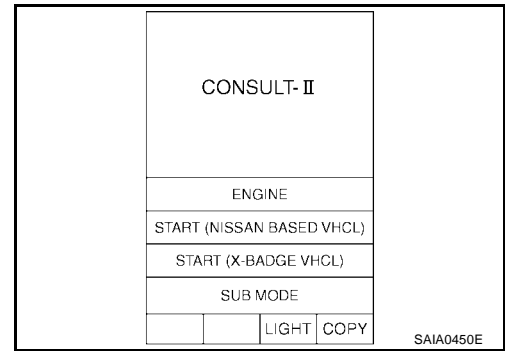 CONSULT-II
ENGINE
START (NISSAN BASED VHCL)
START (X-BADGE VHCL)
SUB MODE
LIGHT COPY
SAIA0450E